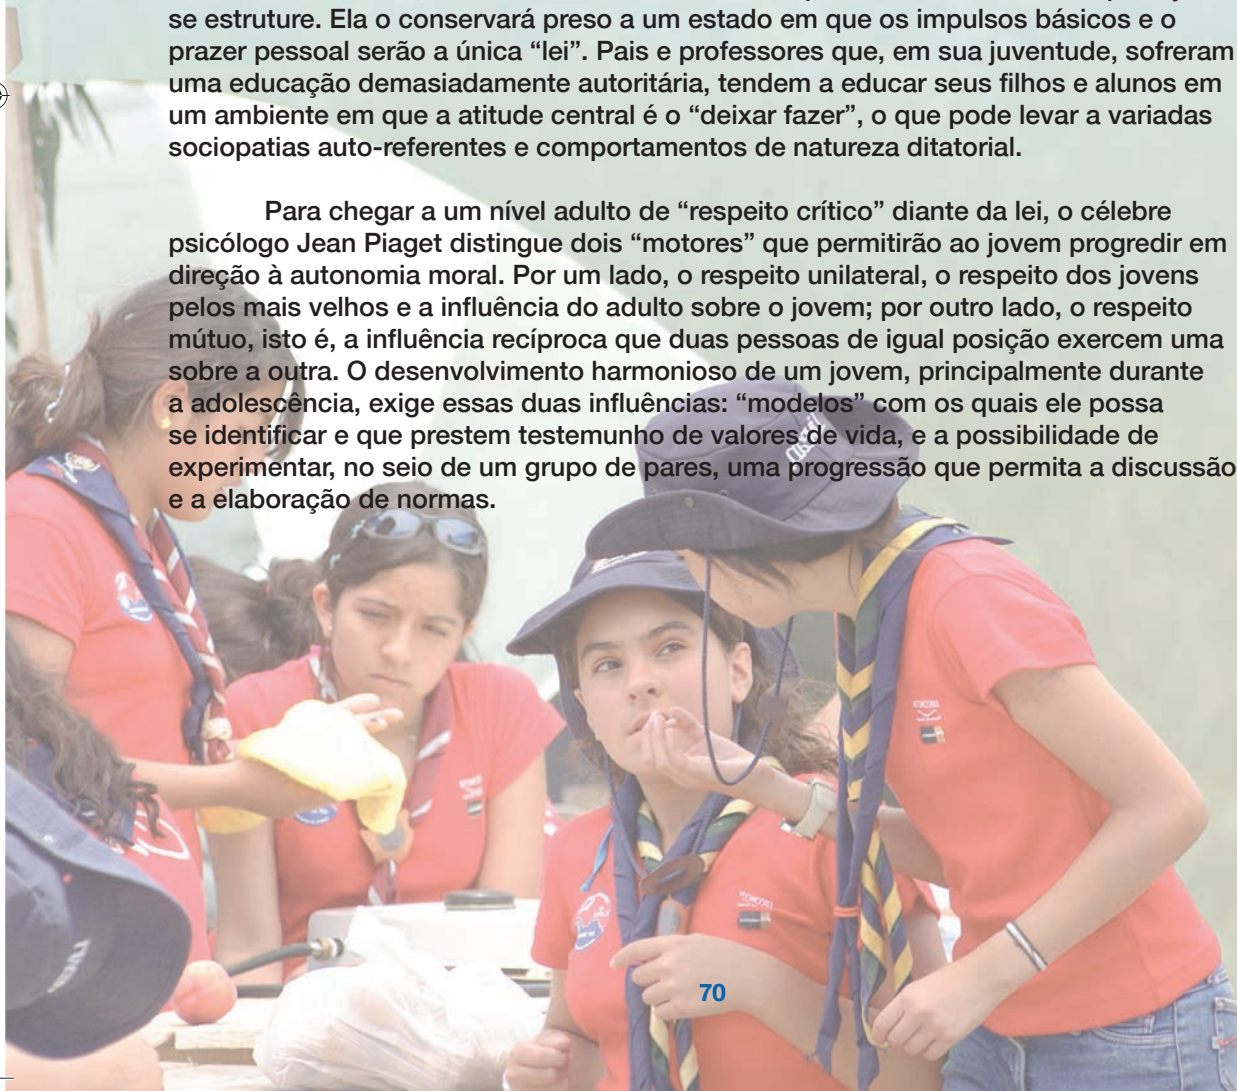 se estruture. Ela o conservará preso a um estado em que os impulsos básicos e o
prazer pessoal serão a única “lei”. Pais e professores que, em sua juventude, sofreram
uma educação demasiadamente autoritária, tendem a educar seus filhos e alunos em
um ambiente em que a atitude central é o “deixar fazer”, o que pode levar a variadas
sociopatias auto-referentes e comportamentos de natureza ditatorial.
Para chegar a um nível adulto de “respeito crítico” diante da lei, o célebre
psicólogo Jean Piaget distingue dois “motores” que permitirão ao jovem progredir em
direção à autonomia moral. Por um lado, o respeito unilateral, o respeito dos jovens
pelos mais velhos e a influência do adulto sobre o jovem; por outro lado, o respeito
mútuo, isto é, a influência recíproca que duas pessoas de igual posição exercem uma
sobre a outra. O desenvolvimento harmonioso de um jovem, principalmente durante
a adolescência, exige essas duas influências: “modelos” com os quais ele possa
se identificar e que prestem testemunho de valores de vida, e a possibilidade de
experimentar, no seio de um grupo de pares, uma progressão que permita a discussão
e a elaboração de normas.
70